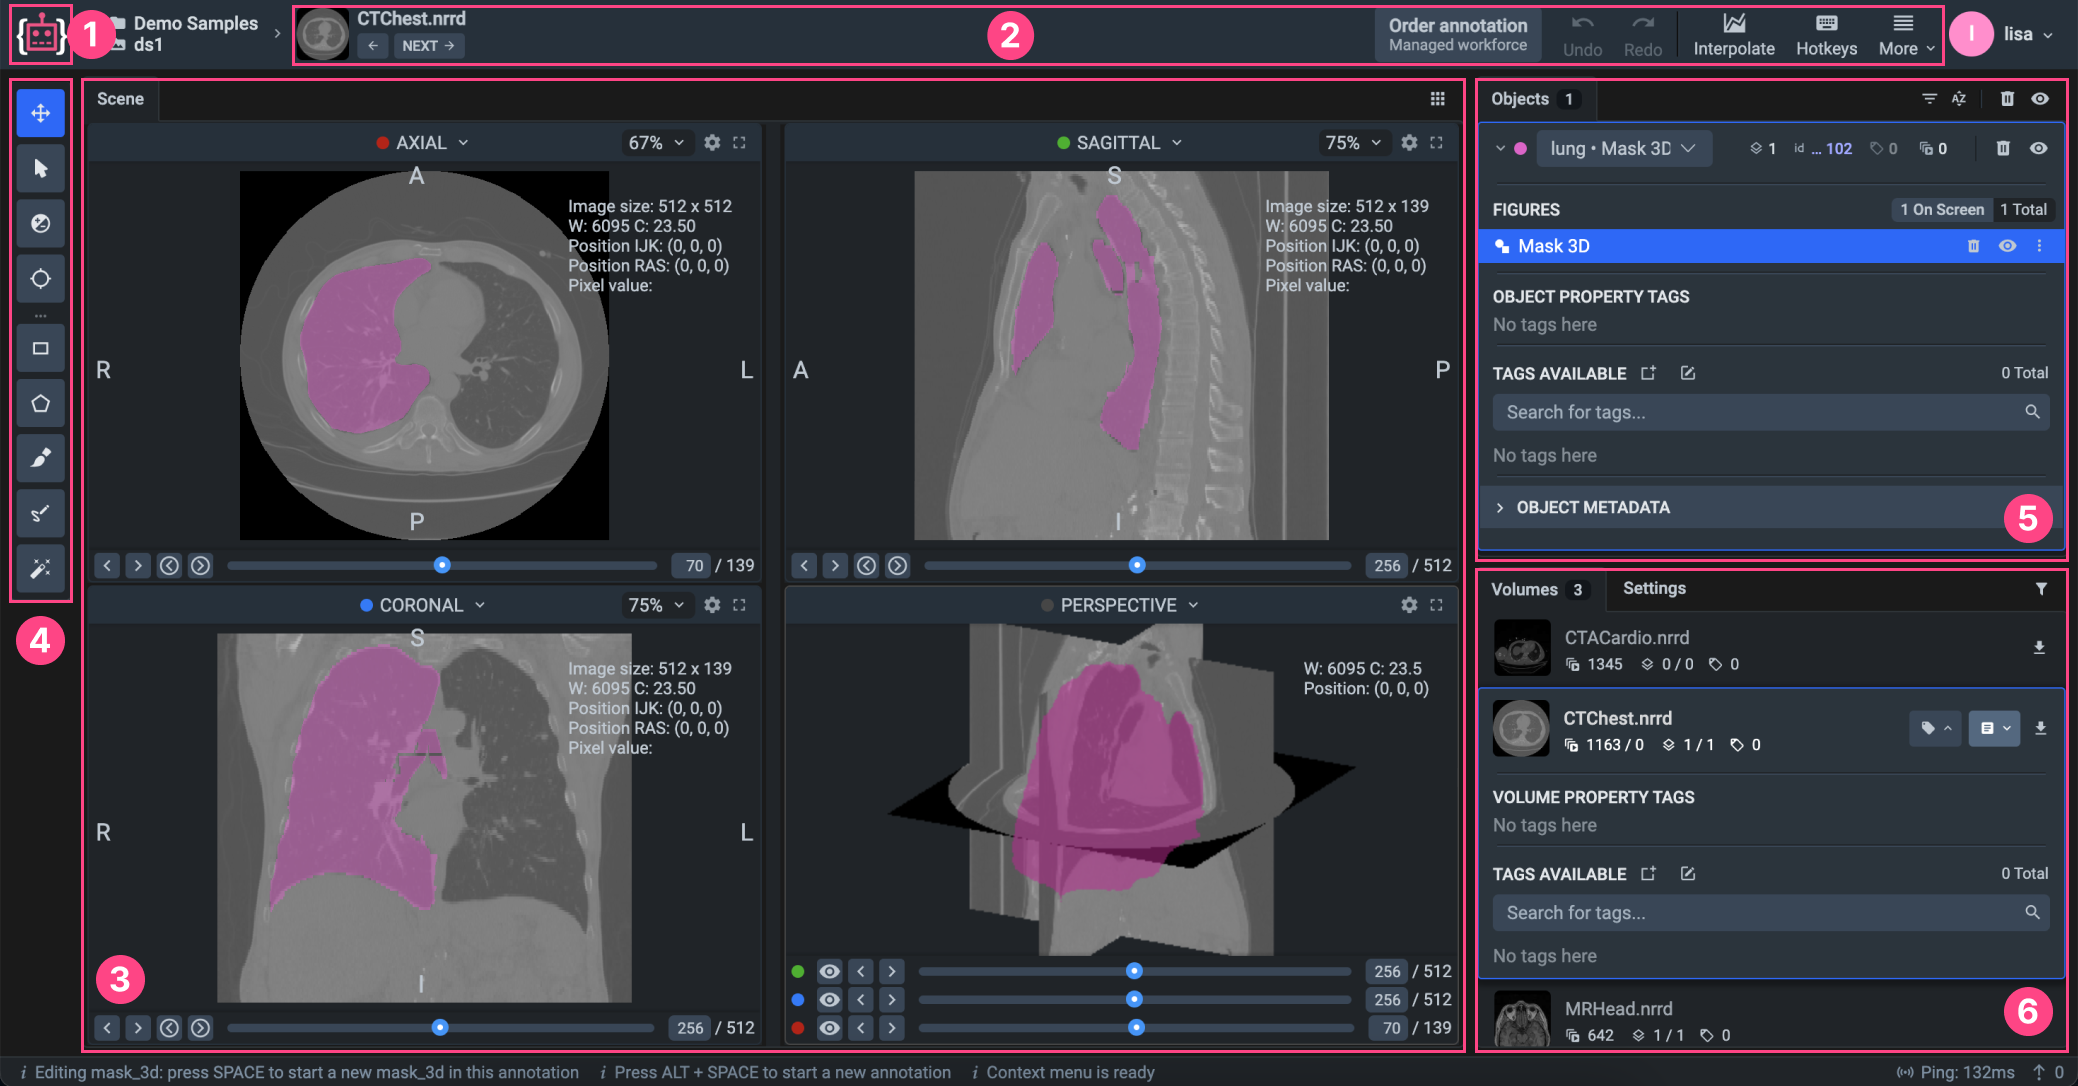 1
Demo Samples
ds1
CTChest.nrrd
NEXT →
2
Order annotation
Managed workforce
Undo
Redo
Interpolate
Hotkeys
More
l
lisa
Scene
AXIAL
67%
A
Image size: 512 x 512
W: 6095 C: 23.50
Position IJK: (0, 0, 0)
Position RAS: (0, 0, 0)
Pixel value:
R
L
P
70 / 139
SAGITTAL
75%
S
Image size: 512 x 139
W: 6095 C: 23.50
Position IJK: (0, 0, 0)
Position RAS: (0, 0, 0)
Pixel value:
A
P
I
256 / 512
CORONAL
75%
S
Image size: 512 x 139
W: 6095 C: 23.50
Position IJK: (0, 0, 0)
Position RAS: (0, 0, 0)
Pixel value:
R
L
I
3
256 / 512
PERSPECTIVE
W: 6095 C: 23.5
Position: (0, 0, 0)
256 / 512
256 / 512
70 / 139
4
Objects 1
AZ
lung • Mask 3D
1 id ... 102 0 0
FIGURES
1 On Screen 1 Total
Mask 3D
OBJECT PROPERTY TAGS
No tags here
TAGS AVAILABLE
0 Total
Search for tags...
No tags here
OBJECT METADATA
5
Volumes 3
Settings
CTACardio.nrrd
1345 0 / 0 0
CTChest.nrrd
1163 / 0 1 / 1 0
VOLUME PROPERTY TAGS
No tags here
TAGS AVAILABLE
0 Total
Search for tags...
No tags here
MRHead.nrrd
642 1 / 1 0
6
i Editing mask_3d: press SPACE to start a new mask_3d in this annotation
i Press ALT + SPACE to start a new annotation
i Context menu is ready
Ping: 132ms
0